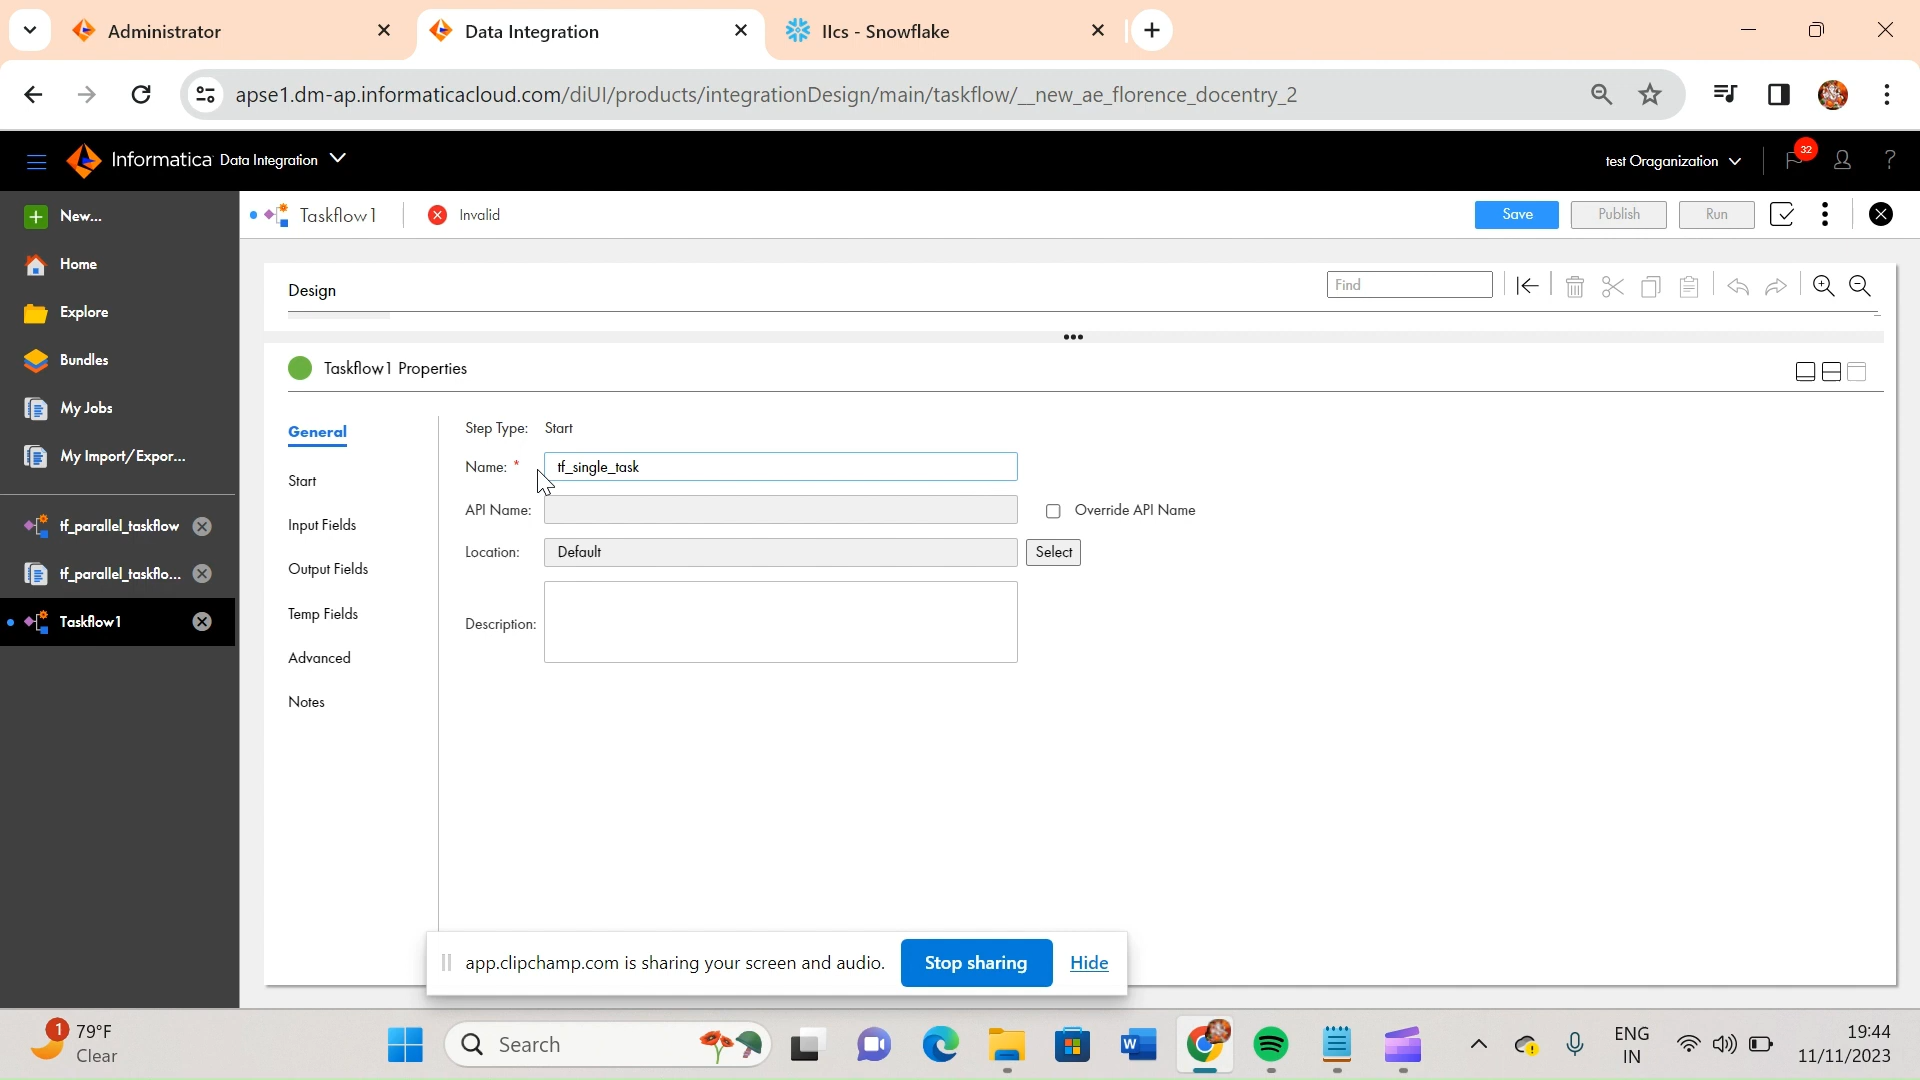 Administrator
Data Integration
IIcs - Snowflake
apse1.dm-ap.informaticacloud.com/diUI/products/integrationDesign/main/taskflow/__new_ae_florence_docentry_2
Informatica Data Integration
test Oraganization
32
?
New...
Taskflow1
Invalid
Save
Publish
Run
Home
Explore
Bundles
My Jobs
My Import/Expor...
tf_parallel_taskflow
tf_parallel_taskflo...
Taskflow1
Design
Find
Taskflow1 Properties
General
Start
Input Fields
Output Fields
Temp Fields
Advanced
Notes
Step Type: Start
Name: * tf_single_task
API Name:
Override API Name
Location: Default
Select
Description:
app.clipchamp.com is sharing your screen and audio.
Stop sharing
Hide
1
79°F
Clear
Search
W
ENG
IN
19:44
11/11/2023